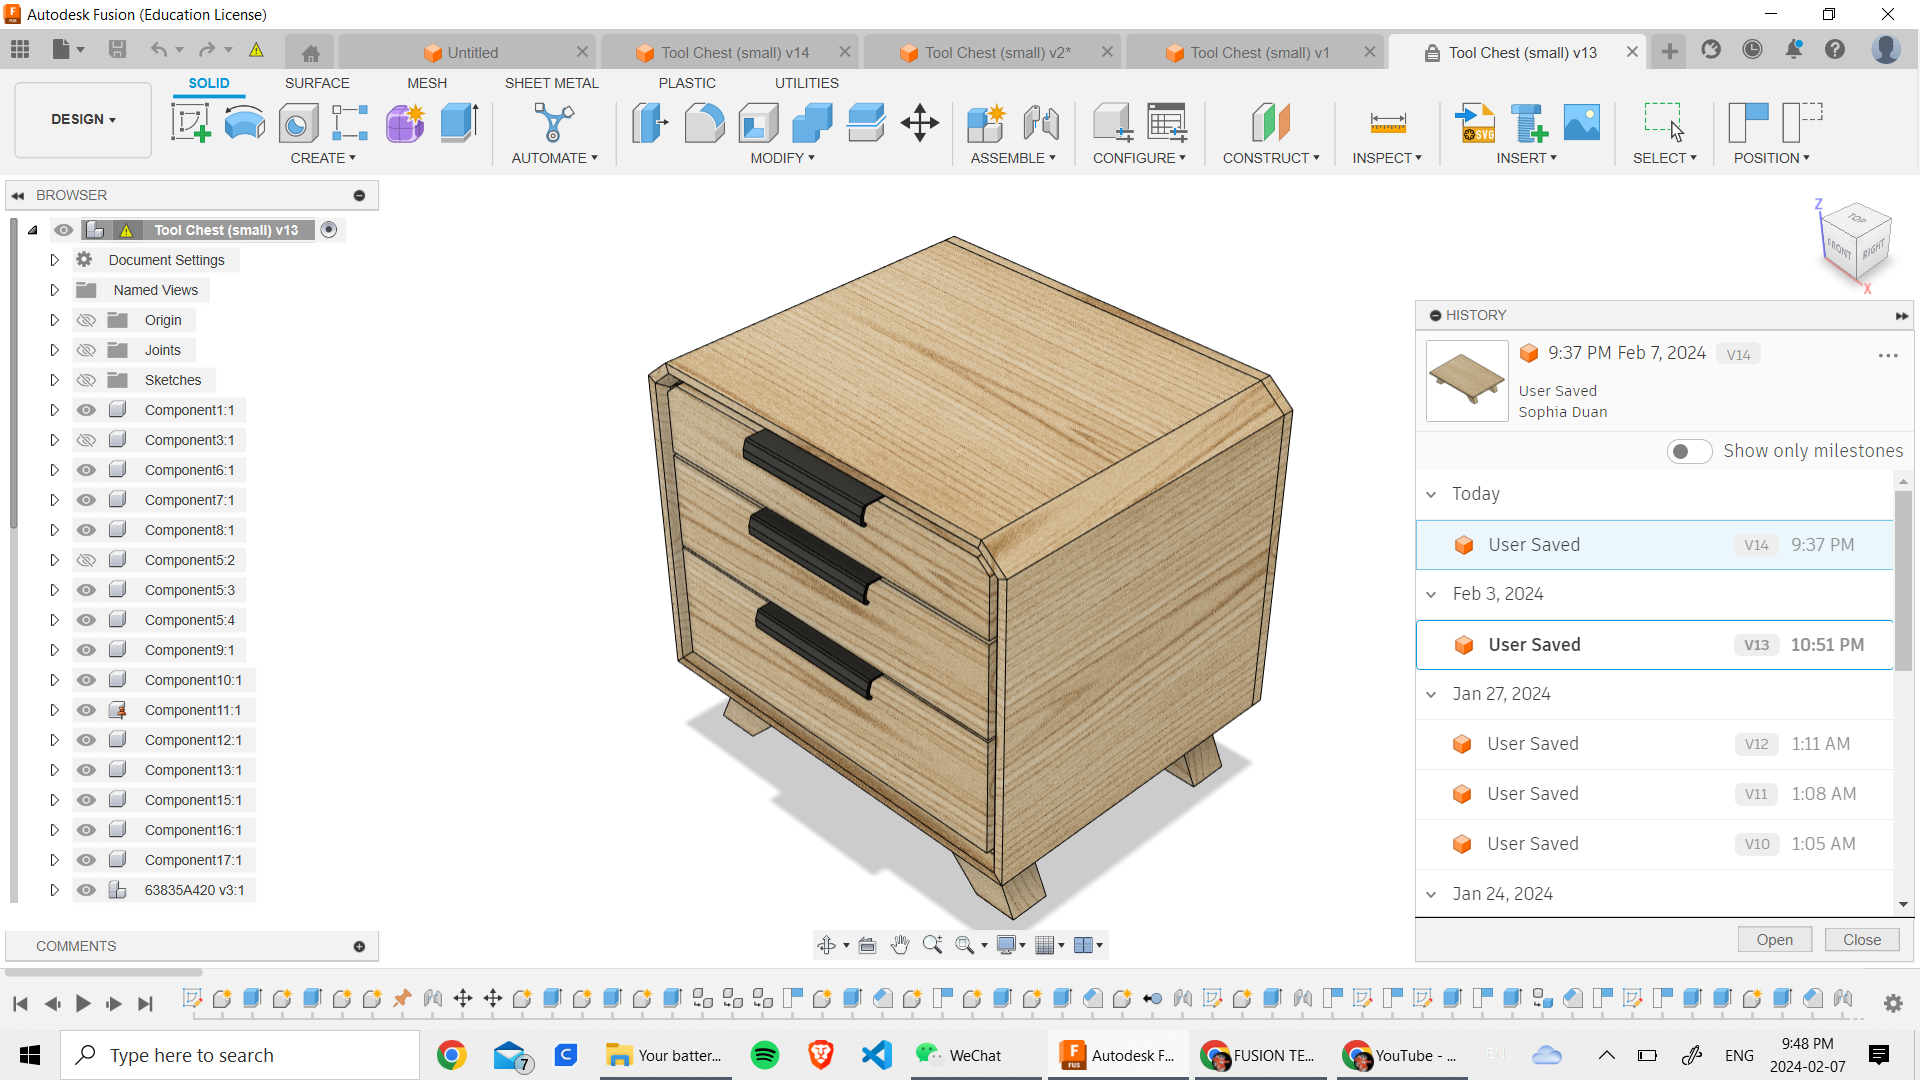 Autodesk Fusion (Education License)
Untitled
Tool Chest (small) v14
Tool Chest (small) v2*
Tool Chest (small) v1
Tool Chest (small) v13
SOLID
SURFACE
MESH
SHEET METAL
PLASTIC
UTILITIES
DESIGN
CREATE
AUTOMATE
MODIFY
ASSEMBLE
CONFIGURE
CONSTRUCT
INSPECT
INSERT
SELECT
POSITION
SVG
BROWSER
Tool Chest (small) v13
Document Settings
Named Views
Origin
Joints
Sketches
Component1:1
Component3:1
Component6:1
Component7:1
Component8:1
Component5:2
Component5:3
Component5:4
Component9:1
Component10:1
Component11:1
Component12:1
Component13:1
Component15:1
Component16:1
Component17:1
63835A420 v3:1
COMMENTS
Z
TOP
FRONT
RIGHT
X
HISTORY
9:37 PM Feb 7, 2024 V14
User Saved
Sophia Duan
Show only milestones
Today
User Saved V14 9:37 PM
Feb 3, 2024
User Saved V13 10:51 PM
Jan 27, 2024
User Saved V12 1:11 AM
User Saved V11 1:08 AM
User Saved V10 1:05 AM
Jan 24, 2024
Open
Close
Type here to search
7
Your batter...
WeChat
Autodesk F...
FUSION TE...
YouTube - ...
ENG
9:48 PM
2024-02-07